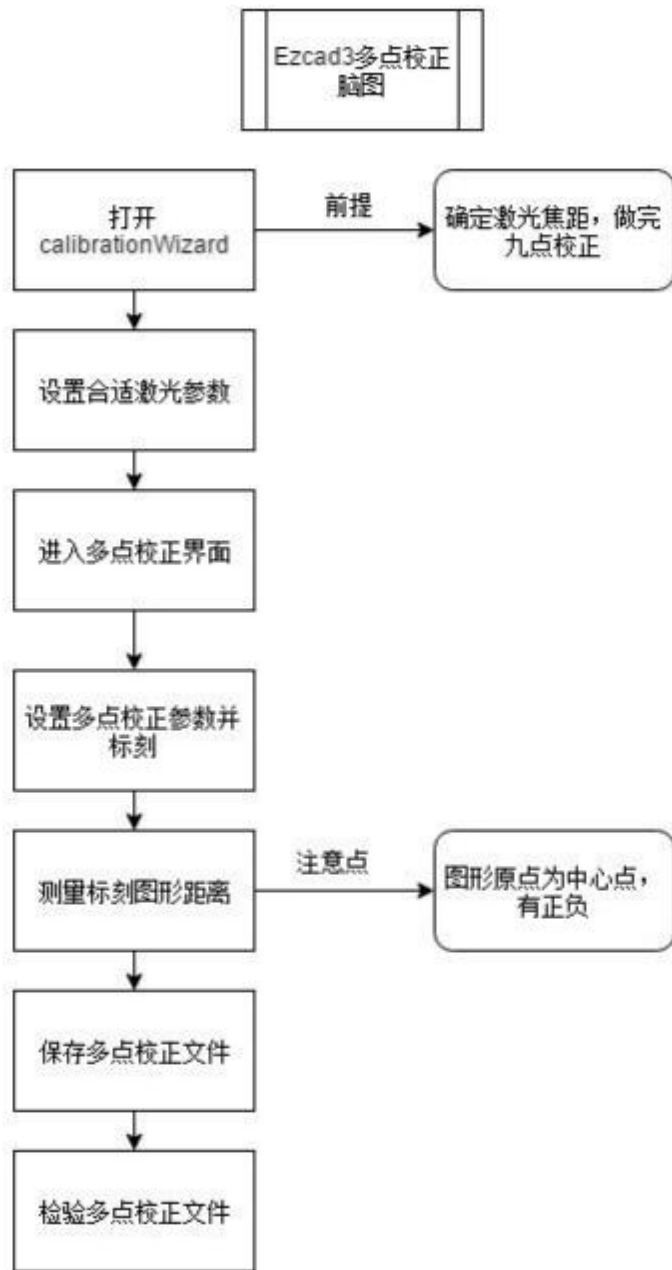 Ezcad3多点校正
脑图
打开
calibrationWizard
前提
确定激光焦距，做完
九点校正
设置合适激光参数
进入多点校正界面
设置多点校正参数并
标刻
测量标刻图形距离
注意点
图形原点为中心点，
有正负
保存多点校正文件
检验多点校正文件